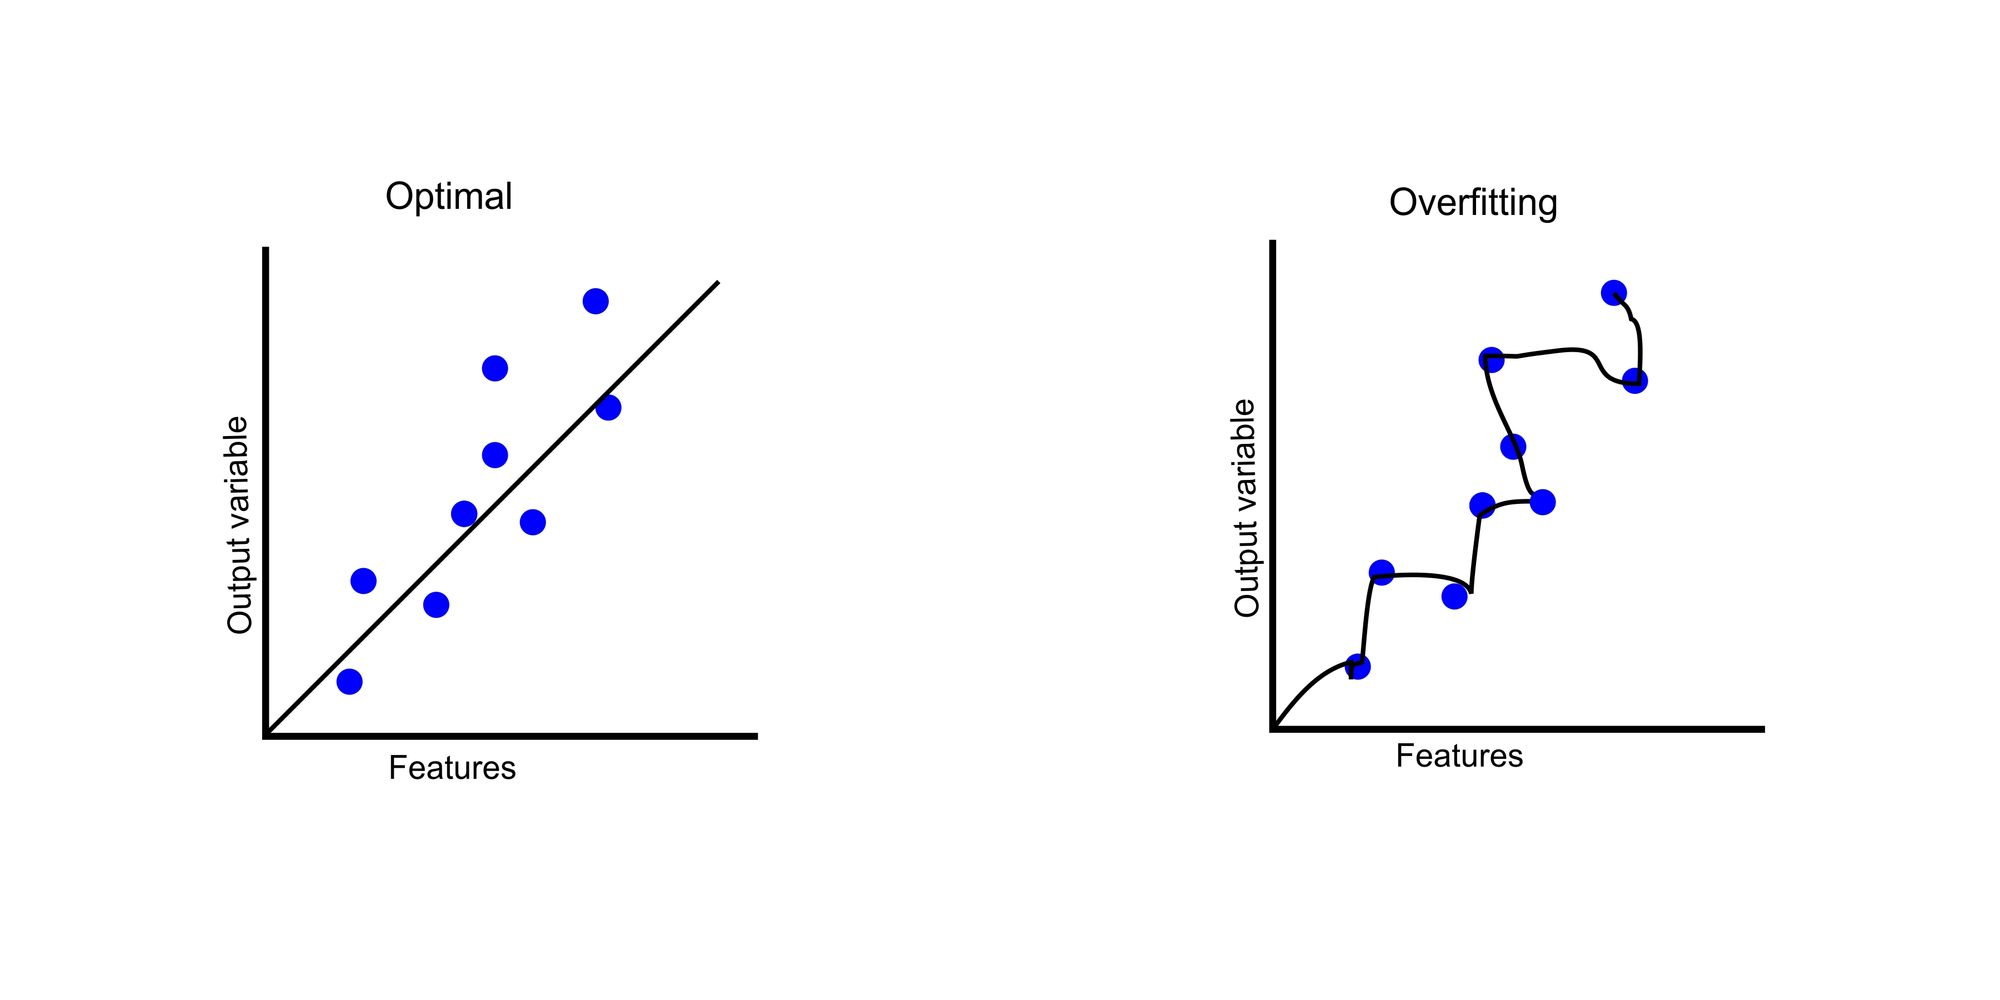 Optimal
Output variable
Features
Overfitting
Output variable
Features